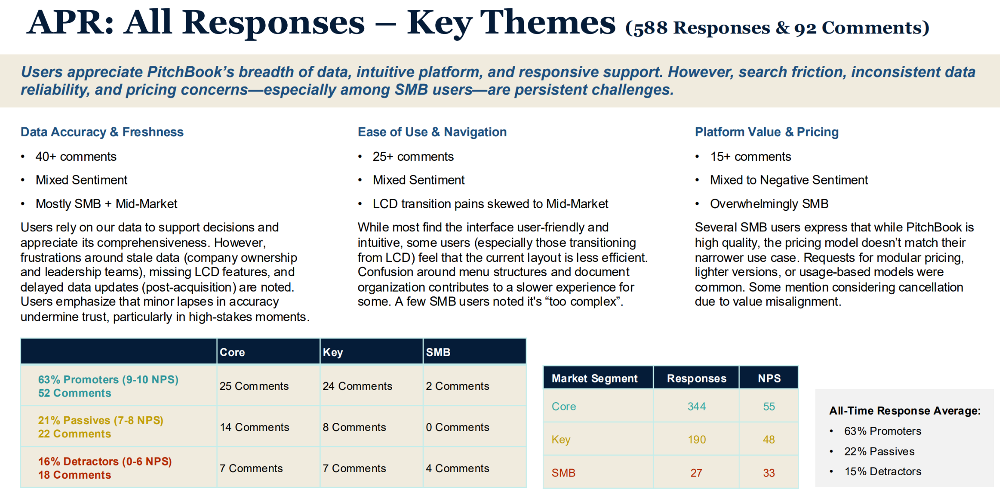 APR: All Responses – Key Themes (588 Responses & 92 Comments)
Users appreciate PitchBook’s breadth of data, intuitive platform, and responsive support. However, search friction, inconsistent data
reliability, and pricing concerns—especially among SMB users—are persistent challenges.
Data Accuracy & Freshness
• 40+ comments
• Mixed Sentiment
• Mostly SMB + Mid-Market
Users rely on our data to support decisions and
appreciate its comprehensiveness. However,
frustrations around stale data (company ownership
and leadership teams), missing LCD features, and
delayed data updates (post-acquisition) are noted.
Users emphasize that minor lapses in accuracy
undermine trust, particularly in high-stakes moments.
Ease of Use & Navigation
• 25+ comments
• Mixed Sentiment
• LCD transition pains skewed to Mid-Market
While most find the interface user-friendly and
intuitive, some users (especially those transitioning
from LCD) feel that the current layout is less efficient.
Confusion around menu structures and document
organization contributes to a slower experience for
some. A few SMB users noted it's “too complex”.
Platform Value & Pricing
• 15+ comments
• Mixed to Negative Sentiment
• Overwhelmingly SMB
Several SMB users express that while PitchBook is
high quality, the pricing model doesn’t match their
narrower use case. Requests for modular pricing,
lighter versions, or usage-based models were
common. Some mention considering cancellation
due to value misalignment.
Core Key SMB
63% Promoters (9-10 NPS)
52 Comments
25 Comments 24 Comments 2 Comments
21% Passives (7-8 NPS)
22 Comments
14 Comments 8 Comments 0 Comments
16% Detractors (0-6 NPS)
18 Comments
7 Comments 7 Comments 4 Comments
Market Segment Responses NPS
Core 344 55
Key 190 48
SMB 27 33
All-Time Response Average:
• 63% Promoters
• 22% Passives
• 15% Detractors